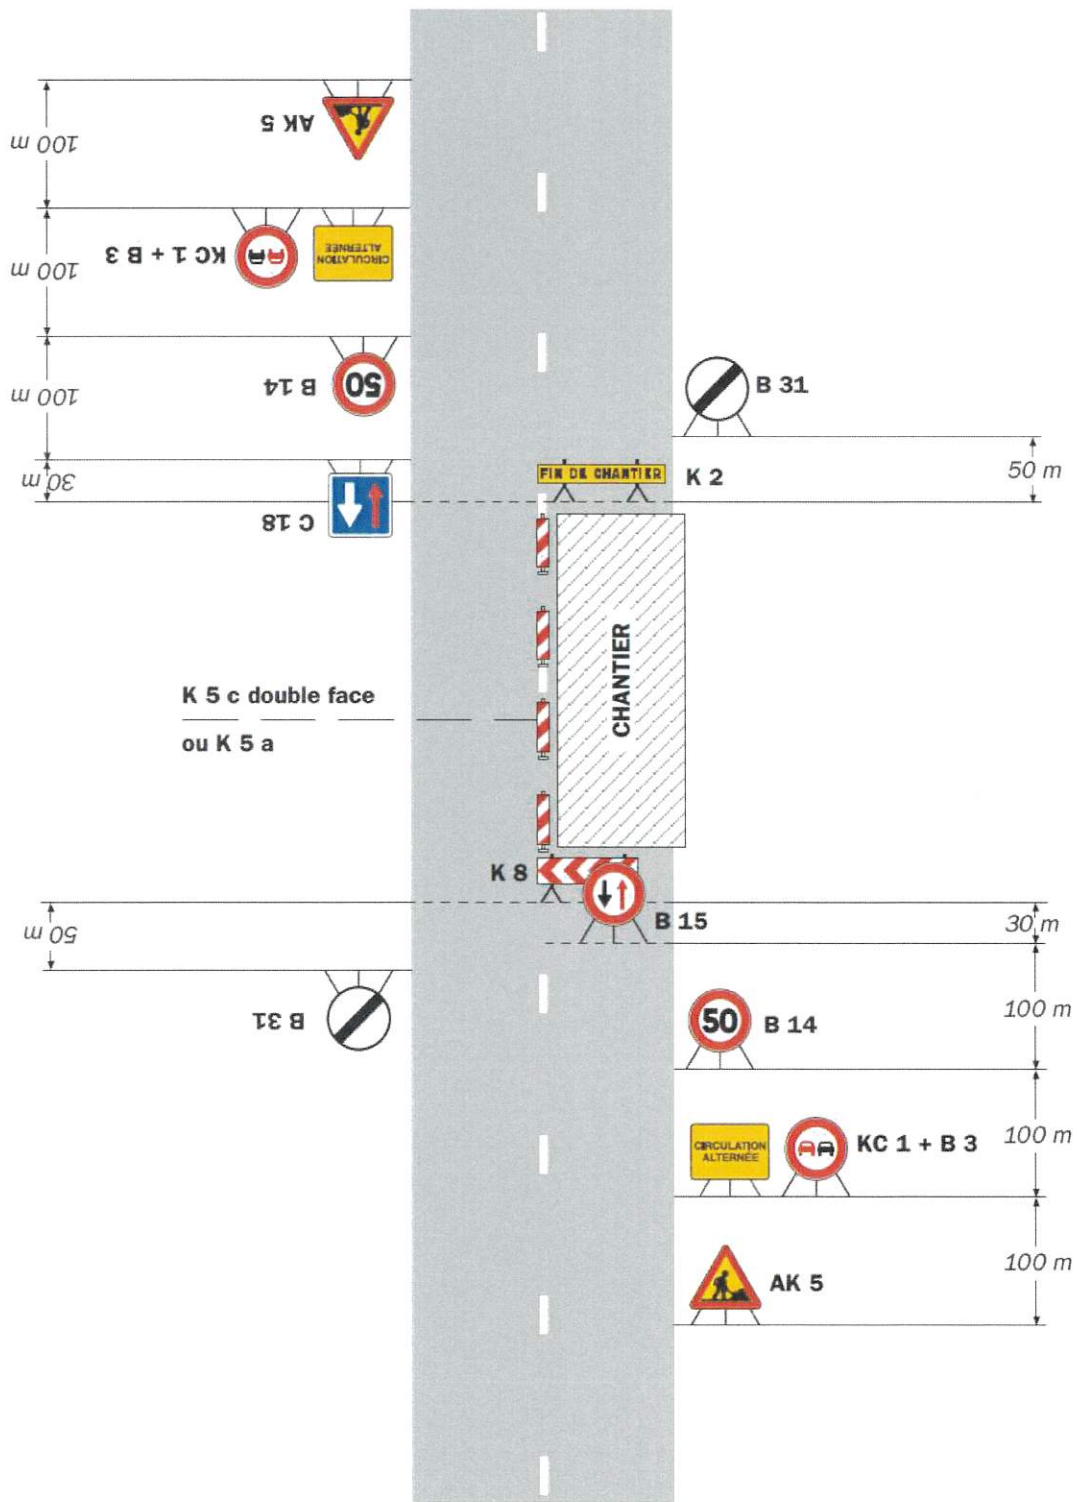 AK 5
100 m
KC 1 + B 3
CIRCULATION
ALTERNÉE
100 m
B 14
50
100 m
B 31
30 m
C 18
FIN DE CHANTIER
K 2
50 m
CHANTIER
K 5 c double face
ou K 5 a
K 8
B 15
30 m
50 m
B 31
50
B 14
100 m
CIRCULATION
ALTERNÉE
KC 1 + B 3
100 m
AK 5
100 m